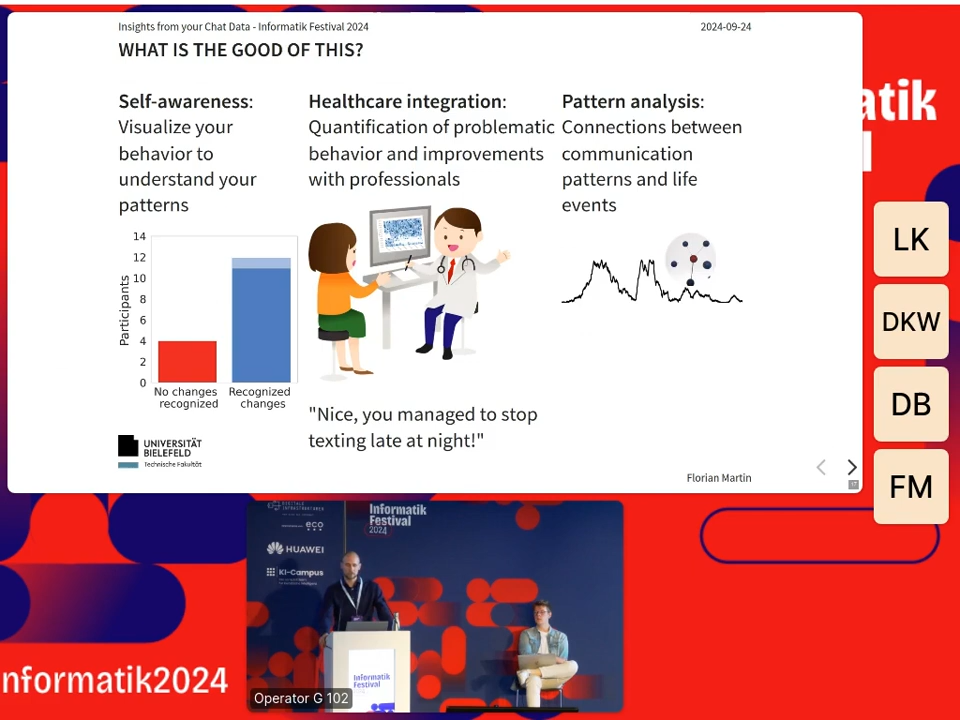 Insights from your Chat Data - Informatik Festival 2024
2024-09-24
WHAT IS THE GOOD OF THIS?
Self-awareness:
Visualize your
behavior to
understand your
patterns
Healthcare integration:
Quantification of problematic
behavior and improvements
with professionals
Pattern analysis:
Connections between
communication
patterns and life
events
14
12
10
8
6
4
2
0
Participants
No changes
recognized
Recognized
changes
"Nice, you managed to stop
texting late at night!"
UNIVERSITÄT
BIELEFELD
Technische Fakultät
Florian Martin
atik
LK
DKW
DB
FM
eco
HUAWEI
KI-Campus
Informatik
Festival
2024
Informatik
Festival
Operator G 102
nformatik2024